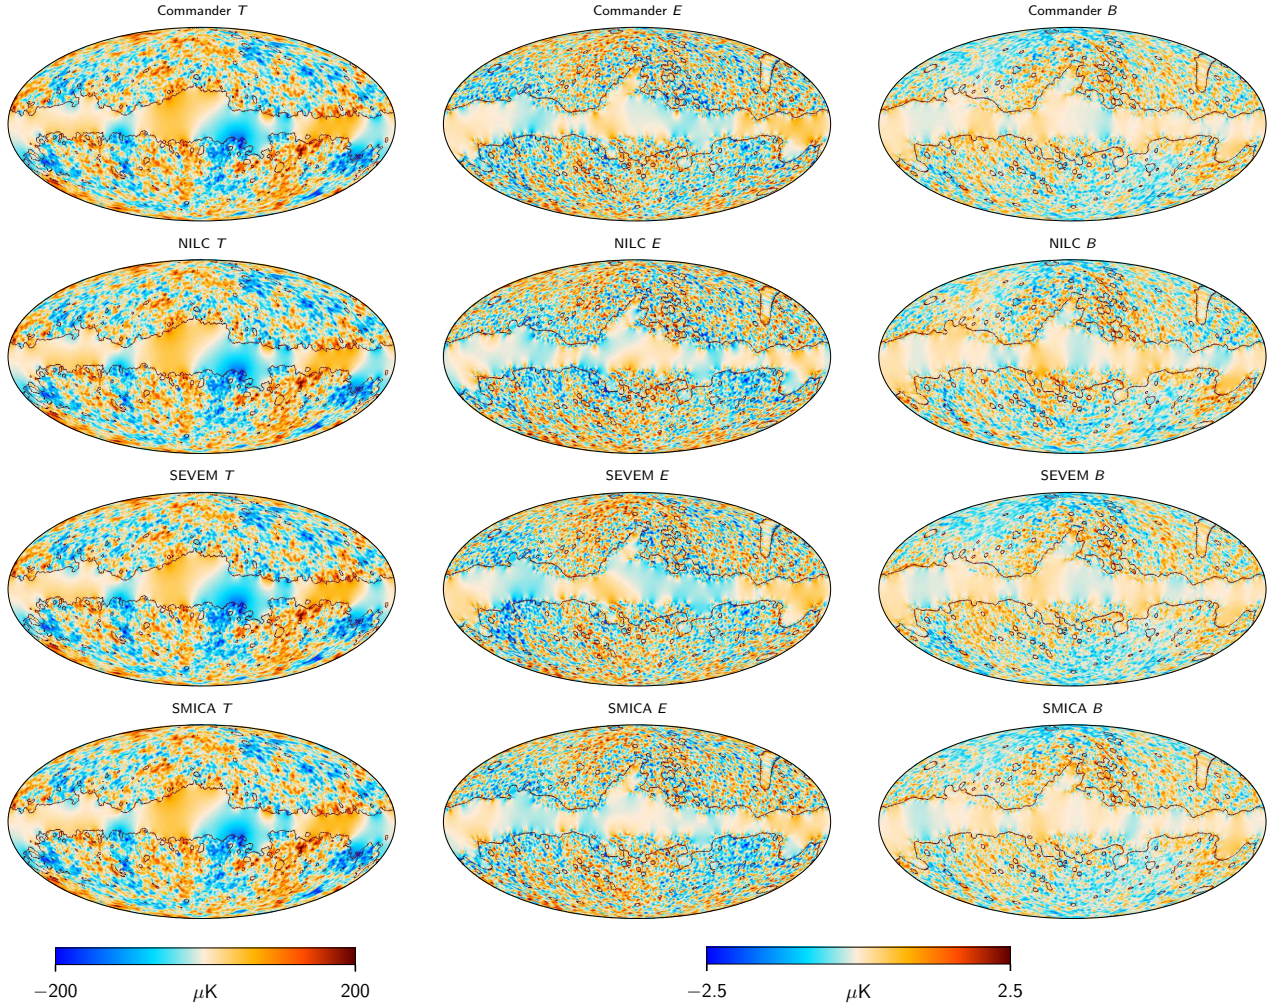 Commander T Commander E Commander B
NILC T NILC E NILC B
SEVEM T SEVEM E SEVEM B
SMICA T SMICA E SMICA B
−200 μK 200 −2.5 μK 2.5